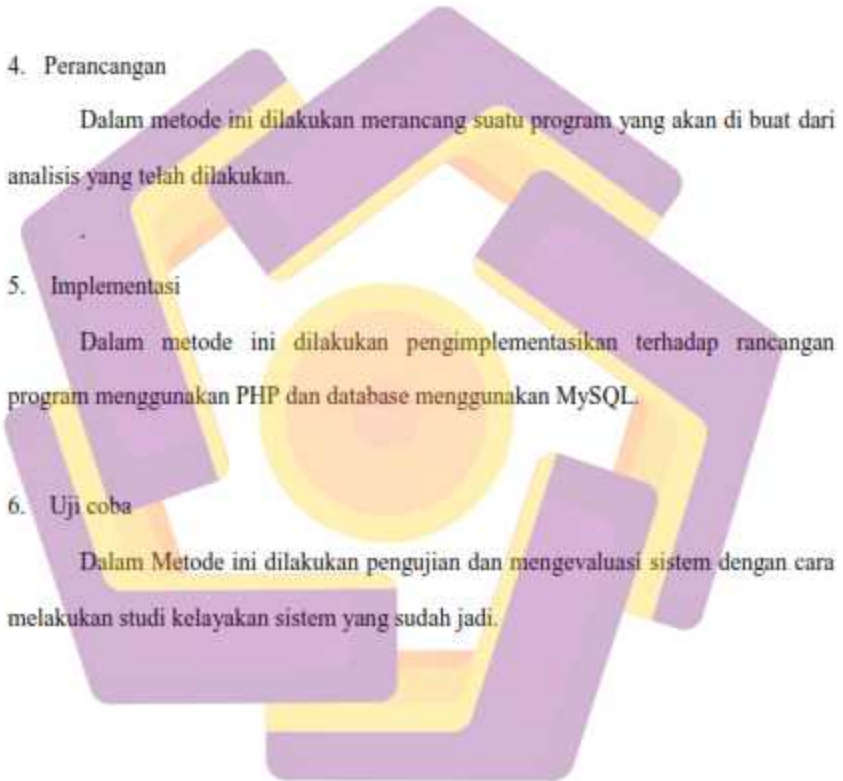 4. Perancangan
Dalam metode ini dilakukan merancang suatu program yang akan di buat dari
analisis yang telah dilakukan.
.
5. Implementasi
Dalam metode ini dilakukan pengimplementasikan terhadap rancangan
program menggunakan PHP dan database menggunakan MySQL.
6. Uji coba
Dalam Metode ini dilakukan pengujian dan mengevaluasi sistem dengan cara
melakukan studi kelayakan sistem yang sudah jadi.